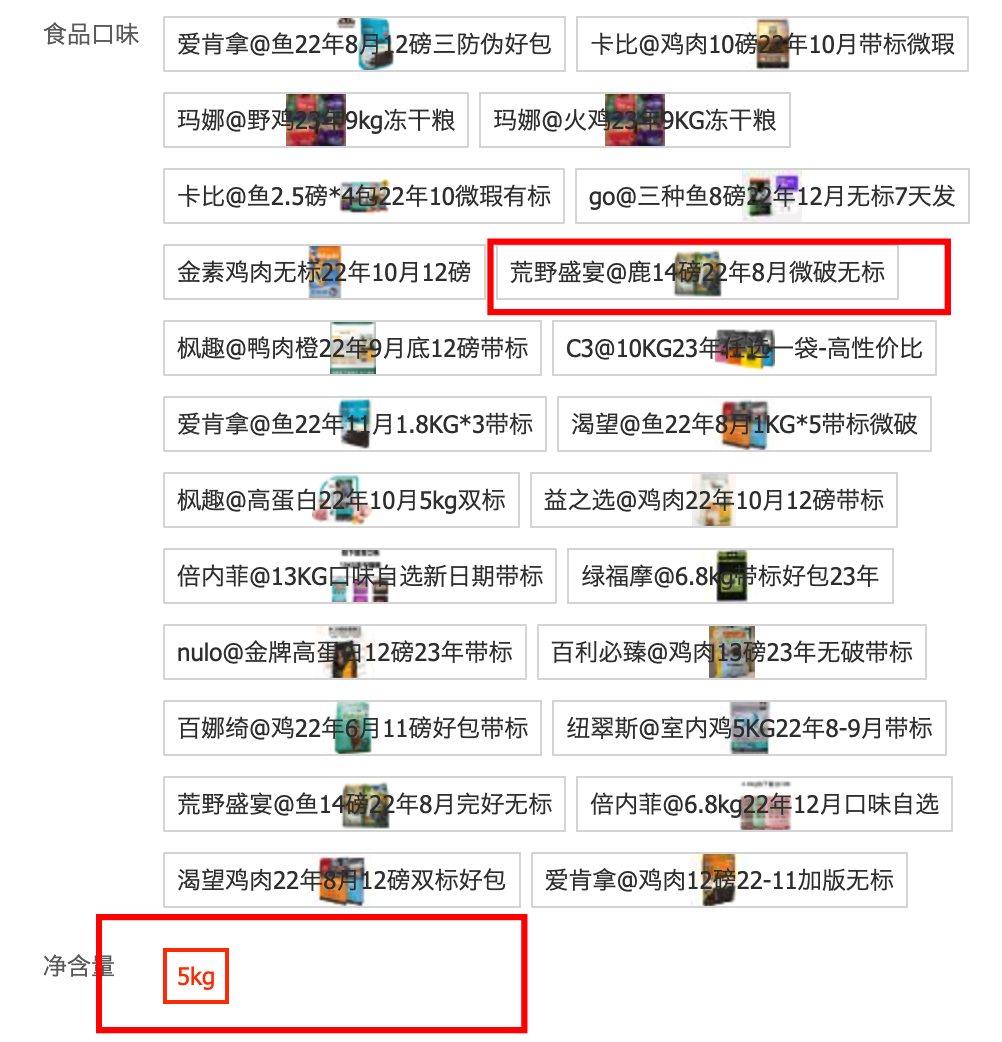 食品口味
爱肯拿@鱼22年8月12磅三防伪好包 卡比@鸡肉10磅22年10月带标微瑕
玛娜@野鸡23年9kg冻干粮 玛娜@火鸡23年9KG冻干粮
卡比@鱼2.5磅*4包22年10微瑕有标 go@三种鱼8磅22年12月无标7天发
金素鸡肉无标22年10月12磅 荒野盛宴@鹿14磅22年8月微破无标
枫趣@鸭肉橙22年9月底12磅带标 C3@10KG23年任选一袋-高性价比
爱肯拿@鱼22年11月1.8KG*3带标 渴望@鱼22年8月1KG*5带标微破
枫趣@高蛋白22年10月5kg双标 益之选@鸡肉22年10月12磅带标
倍内菲@13KG口味自选新日期带标 绿福摩@6.8kg带标好包23年
nulo@金牌高蛋白12磅23年带标 百利必臻@鸡肉13磅23年无破带标
百娜绮@鸡22年6月11磅好包带标 纽翠斯@室内鸡5KG22年8-9月带标
荒野盛宴@鱼14磅22年8月完好无标 倍内菲@6.8kg22年12月口味自选
渴望鸡肉22年8月12磅双标好包 爱肯拿@鸡肉12磅22-11加版无标
净含量 5kg